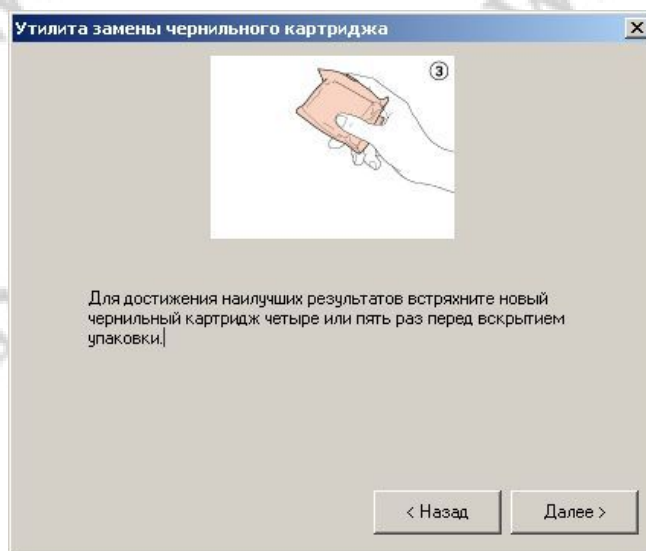 Утилита замены чернильного картриджа
③
Для достижения наилучших результатов встряхните новый
чернильный картридж четыре или пять раз перед вскрытием
упаковки.
< Назад
Далее >